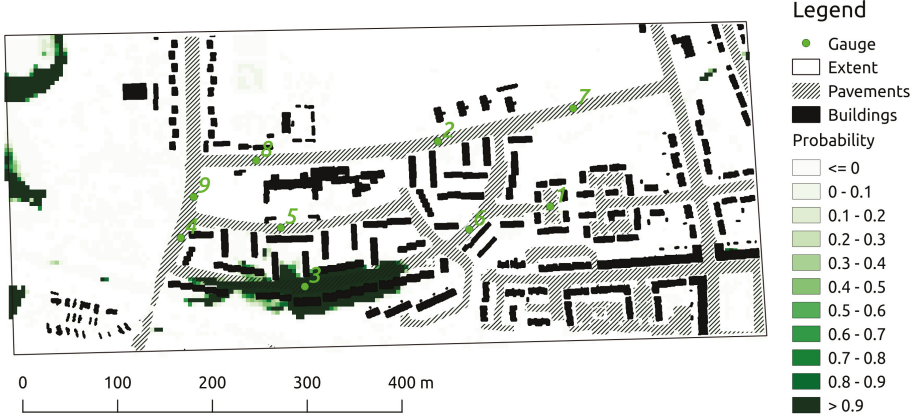 Legend
Gauge
Extent
Pavements
Buildings
Probability
<= 0
0 - 0.1
0.1 - 0.2
0.2 - 0.3
0.3 - 0.4
0.4 - 0.5
0.5 - 0.6
0.6 - 0.7
0.7 - 0.8
0.8 - 0.9
> 0.9
7
2
8
9
1
5
4
6
3
0 100 200 300 400 m